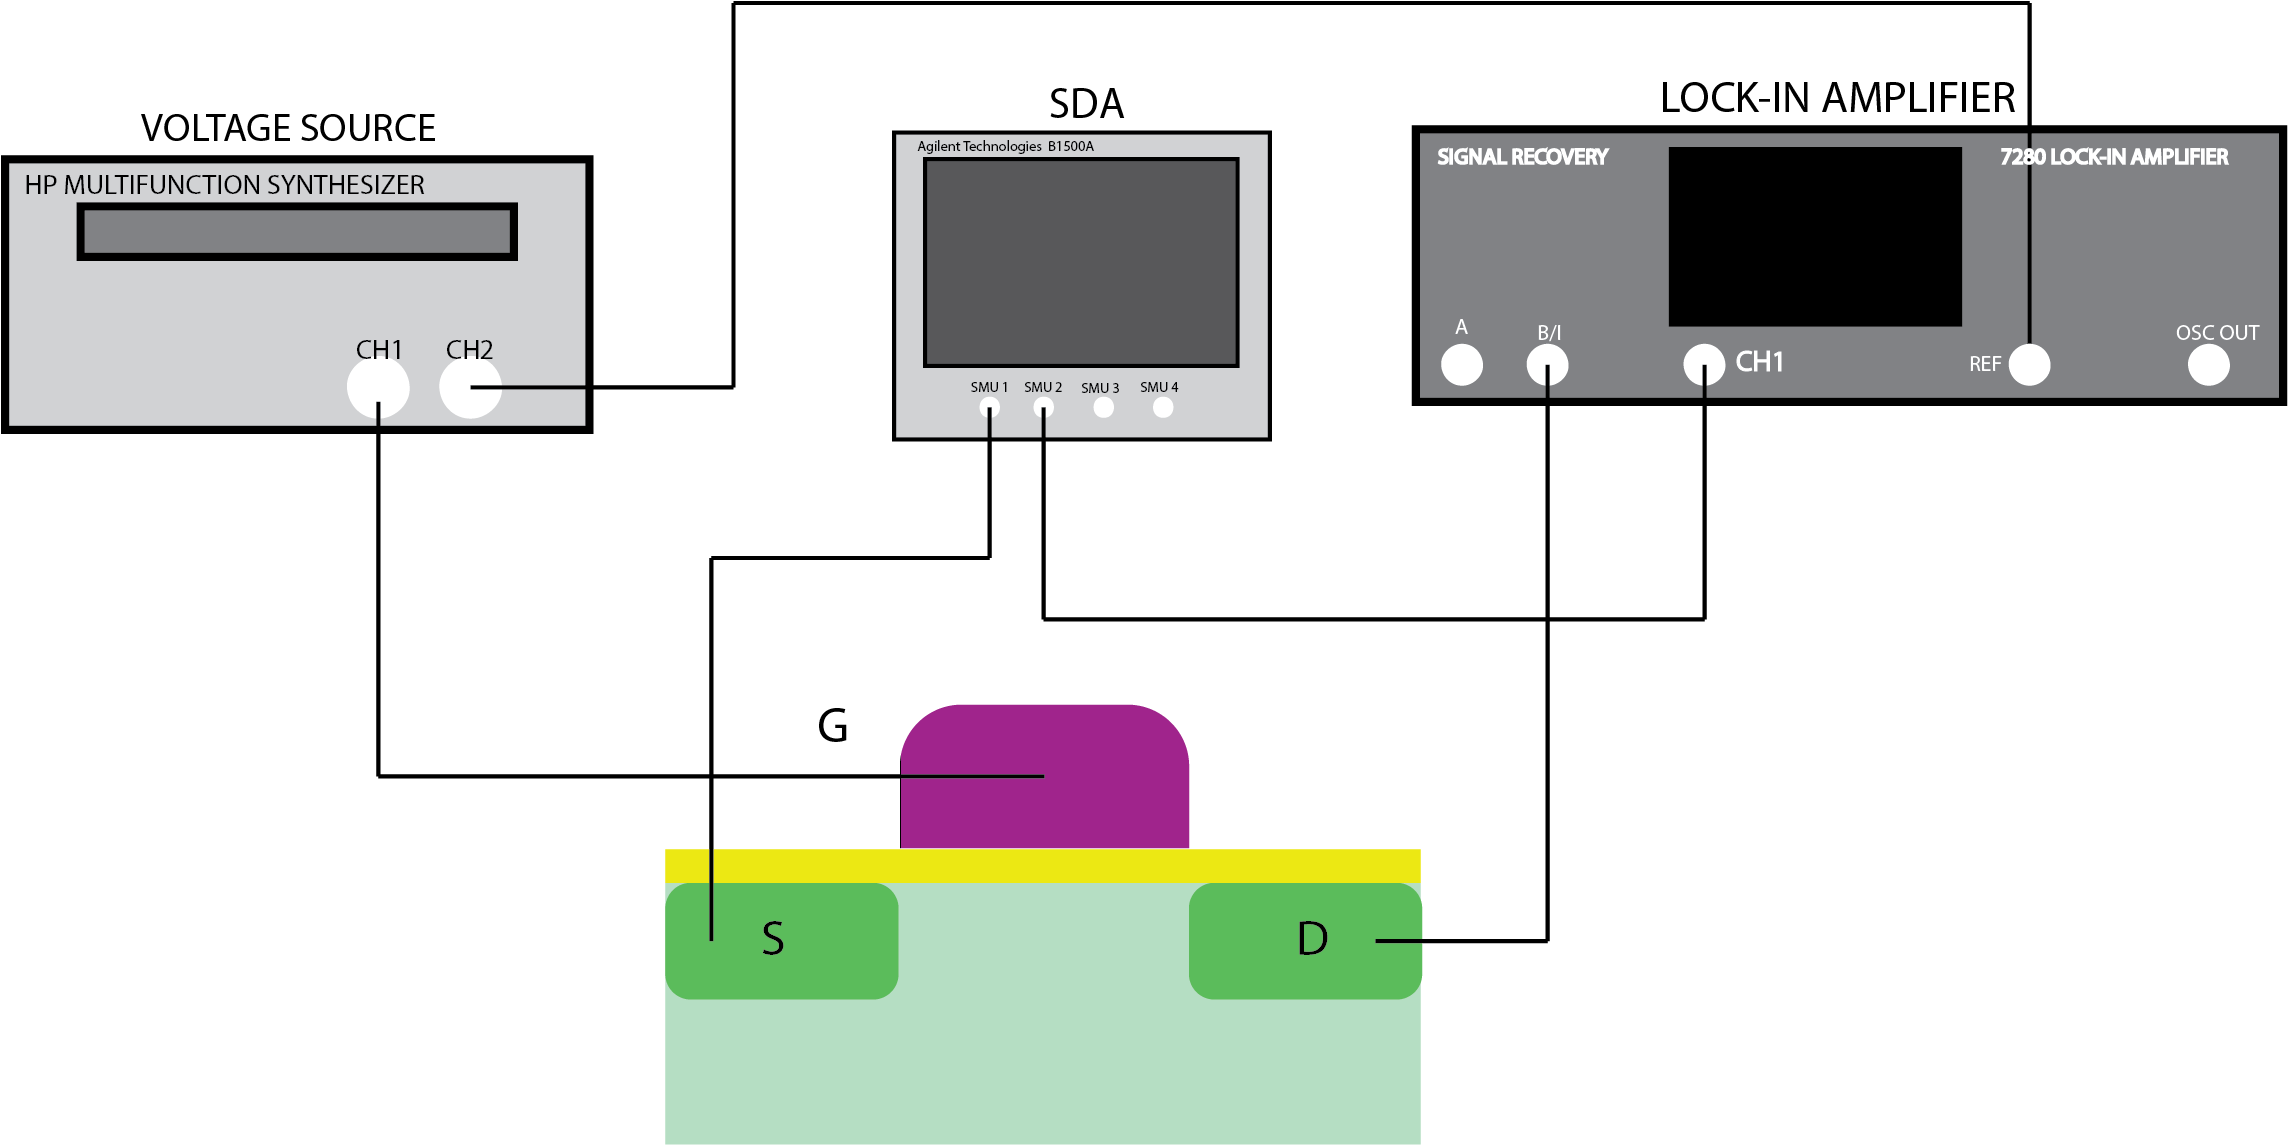 VOLTAGE SOURCE
HP MULTIFUNCTION SYNTHESIZER
CH1 CH2
SDA
Agilent Technologies B1500A
SMU 1 SMU 2 SMU 3 SMU 4
LOCK-IN AMPLIFIER
SIGNAL RECOVERY 7280 LOCK-IN AMPLIFIER
A B/I CH1 REF OSC OUT
G
S D